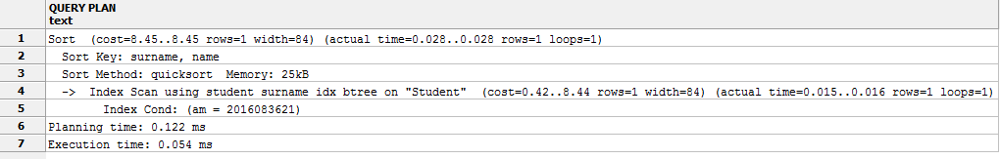 QUERY PLAN
text
1 Sort (cost=8.45..8.45 rows=1 width=84) (actual time=0.028..0.028 rows=1 loops=1)
2 Sort Key: surname, name
3 Sort Method: quicksort Memory: 25kB
4 -> Index Scan using student surname idx btree on "Student" (cost=0.42..8.44 rows=1 width=84) (actual time=0.015..0.016 rows=1 loops=1)
5 Index Cond: (am = 2016083621)
6 Planning time: 0.122 ms
7 Execution time: 0.054 ms